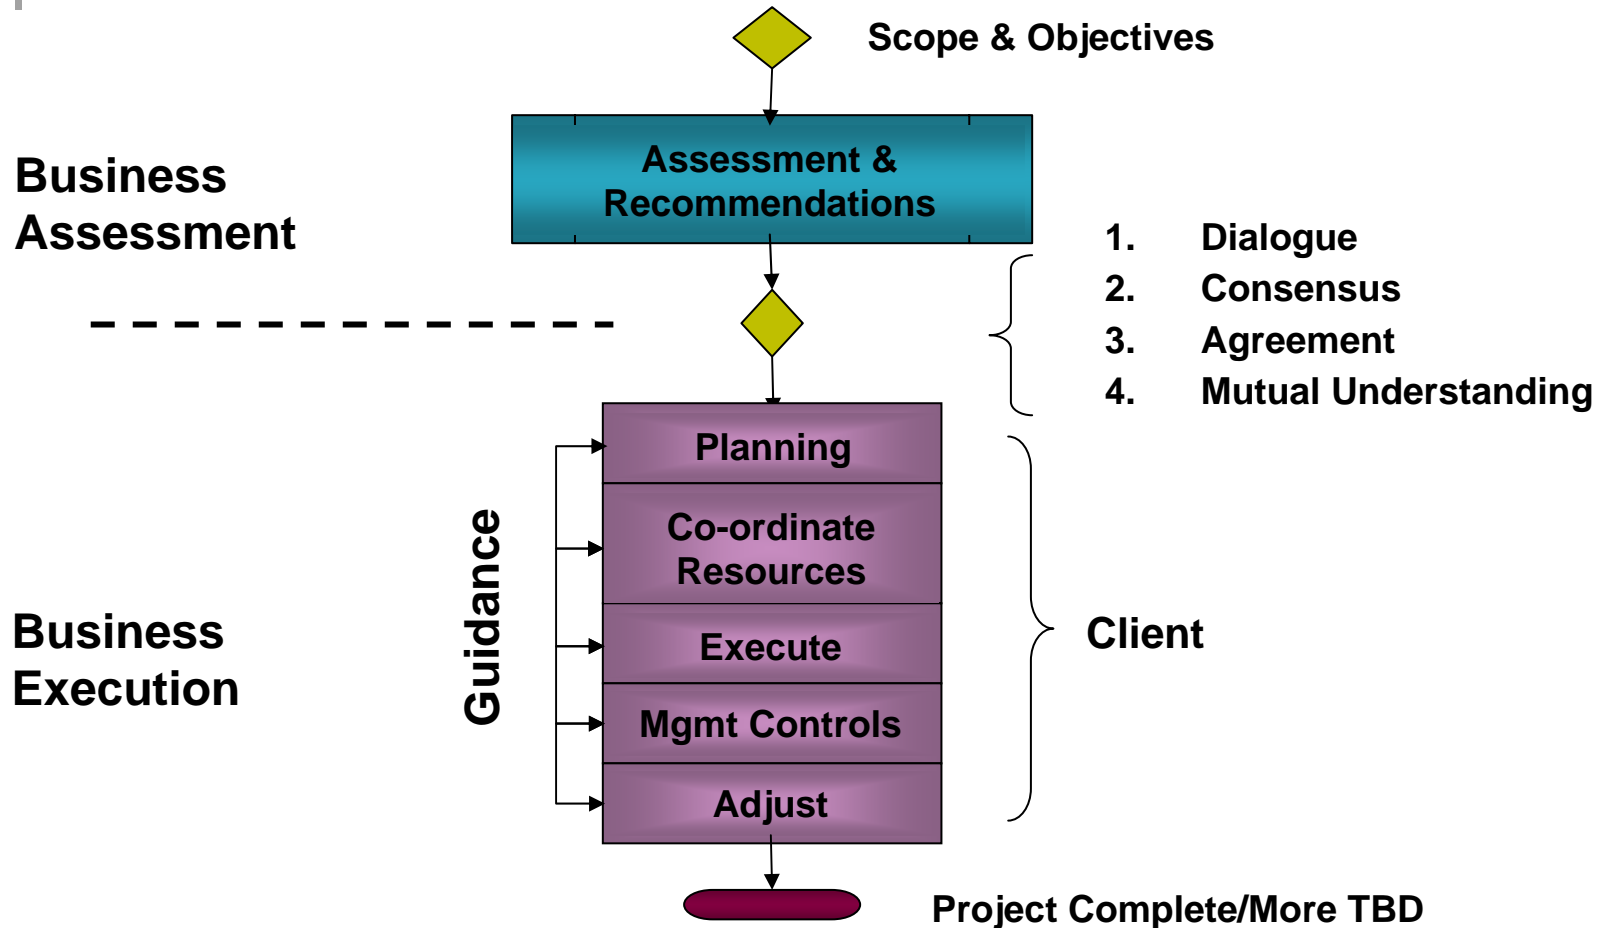 Scope & Objectives
Assessment &
Recommendations
Business
Assessment
1. Dialogue
2. Consensus
3. Agreement
4. Mutual Understanding
Planning
Co-ordinate
Resources
Execute
Mgmt Controls
Adjust
Guidance
Business
Execution
Client
Project Complete/More TBD